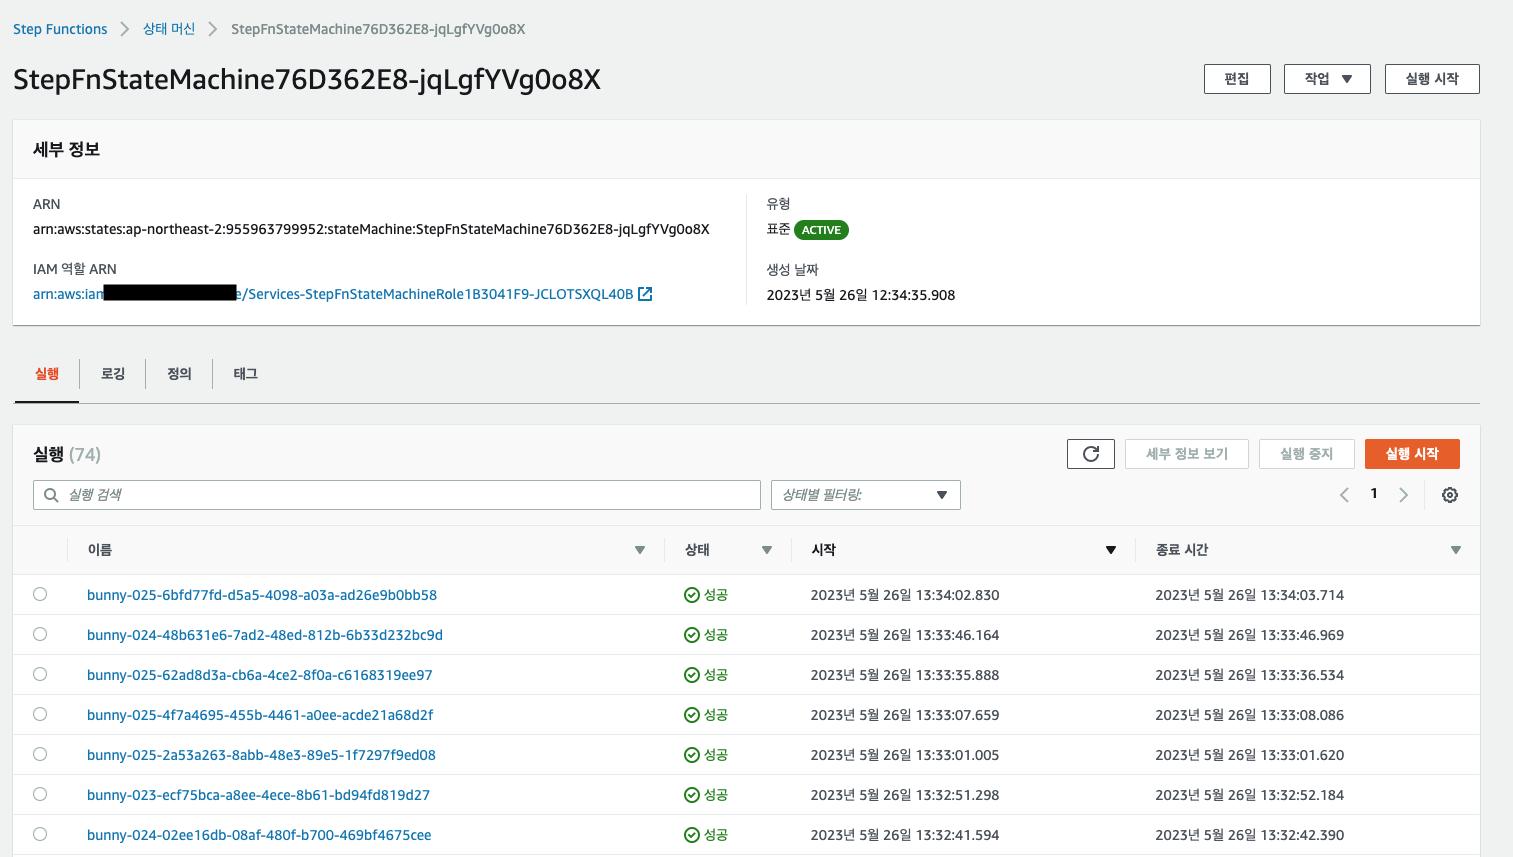 Step Functions > 상태 머신 > StepFnStateMachine76D362E8-jqLgfYVg0o8X
StepFnStateMachine76D362E8-jqLgfYVg0o8X
편집 작업 실행 시작
세부 정보
ARN
arn:aws:states:ap-northeast-2:955963799952:stateMachine:StepFnStateMachine76D362E8-jqLgfYVg0o8X
IAM 역할 ARN
arn:aws:iam e/Services-StepFnStateMachineRole1B3041F9-JCLOTSXQL40B
유형
표준 ACTIVE
생성 날짜
2023년 5월 26일 12:34:35.908
실행 로깅 정의 태그
실행 (74) 세부 정보 보기 실행 중지 실행 시작
실행 검색 상태별 필터링: 1
이름 상태 시작 종료 시간
bunny-025-6bfd77fd-d5a5-4098-a03a-ad26e9b0bb58 성공 2023년 5월 26일 13:34:02.830 2023년 5월 26일 13:34:03.714
bunny-024-48b631e6-7ad2-48ed-812b-6b33d232bc9d 성공 2023년 5월 26일 13:33:46.164 2023년 5월 26일 13:33:46.969
bunny-025-62ad8d3a-cb6a-4ce2-8f0a-c6168319ee97 성공 2023년 5월 26일 13:33:35.888 2023년 5월 26일 13:33:36.534
bunny-025-4f7a4695-455b-4461-a0ee-acde21a68d2f 성공 2023년 5월 26일 13:33:07.659 2023년 5월 26일 13:33:08.086
bunny-025-2a53a263-8abb-48e3-89e5-1f7297f9ed08 성공 2023년 5월 26일 13:33:01.005 2023년 5월 26일 13:33:01.620
bunny-023-ecf75bca-a8ee-4ece-8b61-bd94fd819d27 성공 2023년 5월 26일 13:32:51.298 2023년 5월 26일 13:32:52.184
bunny-024-02ee16db-08af-480f-b700-469bf4675cee 성공 2023년 5월 26일 13:32:41.594 2023년 5월 26일 13:32:42.390